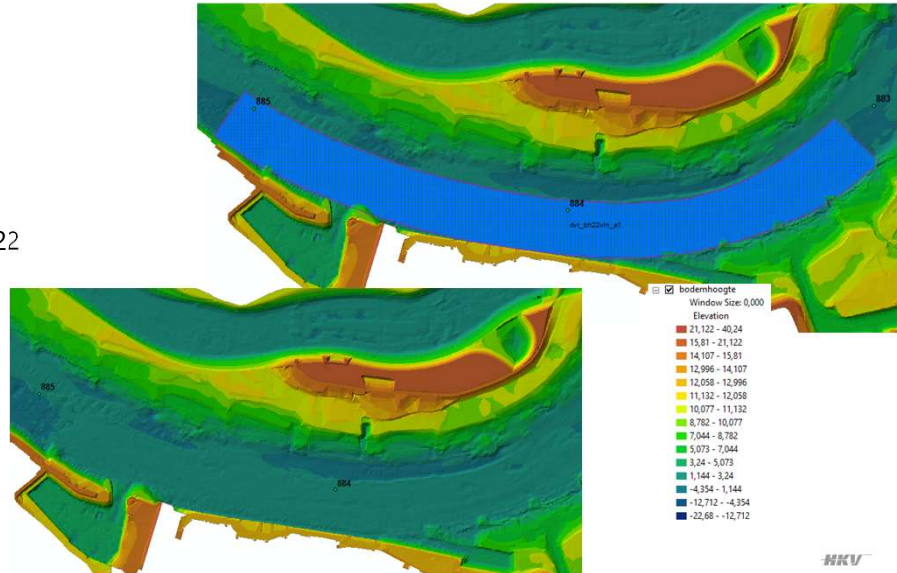 885
883
884
22
bodemhoogte
Window Size: 0,000
Elevation
21,122 - 40,24
15,81 - 21,122
14,107 - 15,81
12,996 - 14,107
12,058 - 12,996
11,132 - 12,058
10,077 - 11,132
8,782 - 10,077
7,044 - 8,782
5,073 - 7,044
3,24 - 5,073
1,144 - 3,24
-4,354 - 1,144
-12,712 - -4,354
-22,68 - -12,712
885
884
HKV